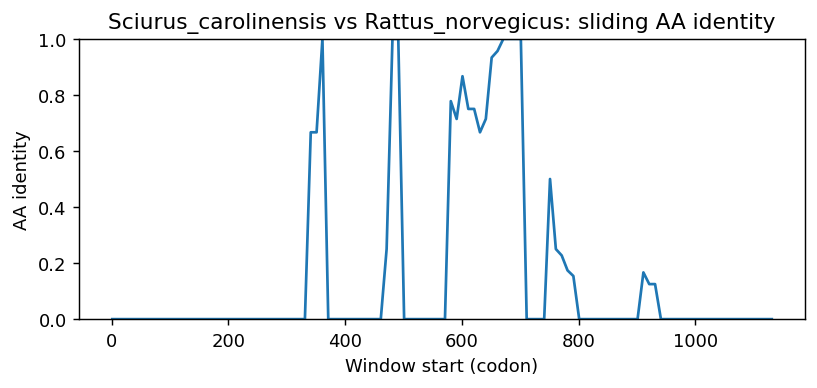 Sciurus_carolinensis vs Rattus_norvegicus: sliding AA identity
1.0
0.8
0.6
0.4
0.2
0.0
AA identity
0 200 400 600 800 1000
Window start (codon)